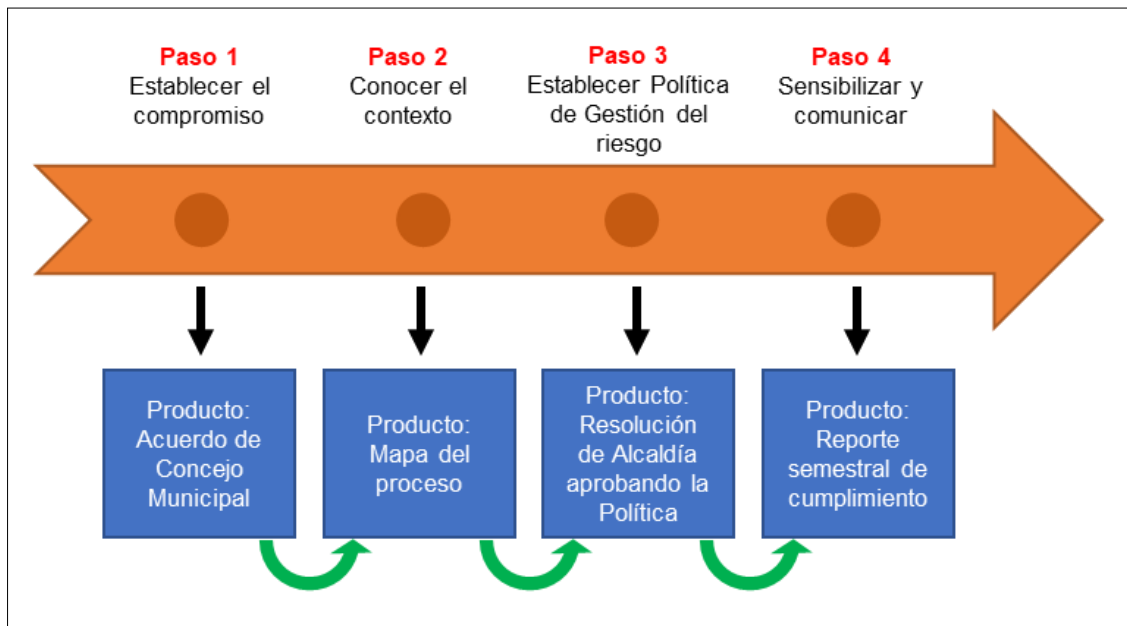 Paso 1
Establecer el
compromiso
Paso 2
Conocer el
contexto
Paso 3
Establecer Política
de Gestión del
riesgo
Paso 4
Sensibilizar y
comunicar
Producto:
Acuerdo de
Concejo
Municipal
Producto:
Mapa del
proceso
Producto:
Resolución
de Alcaldía
aprobando la
Política
Producto:
Reporte
semestral de
cumplimiento